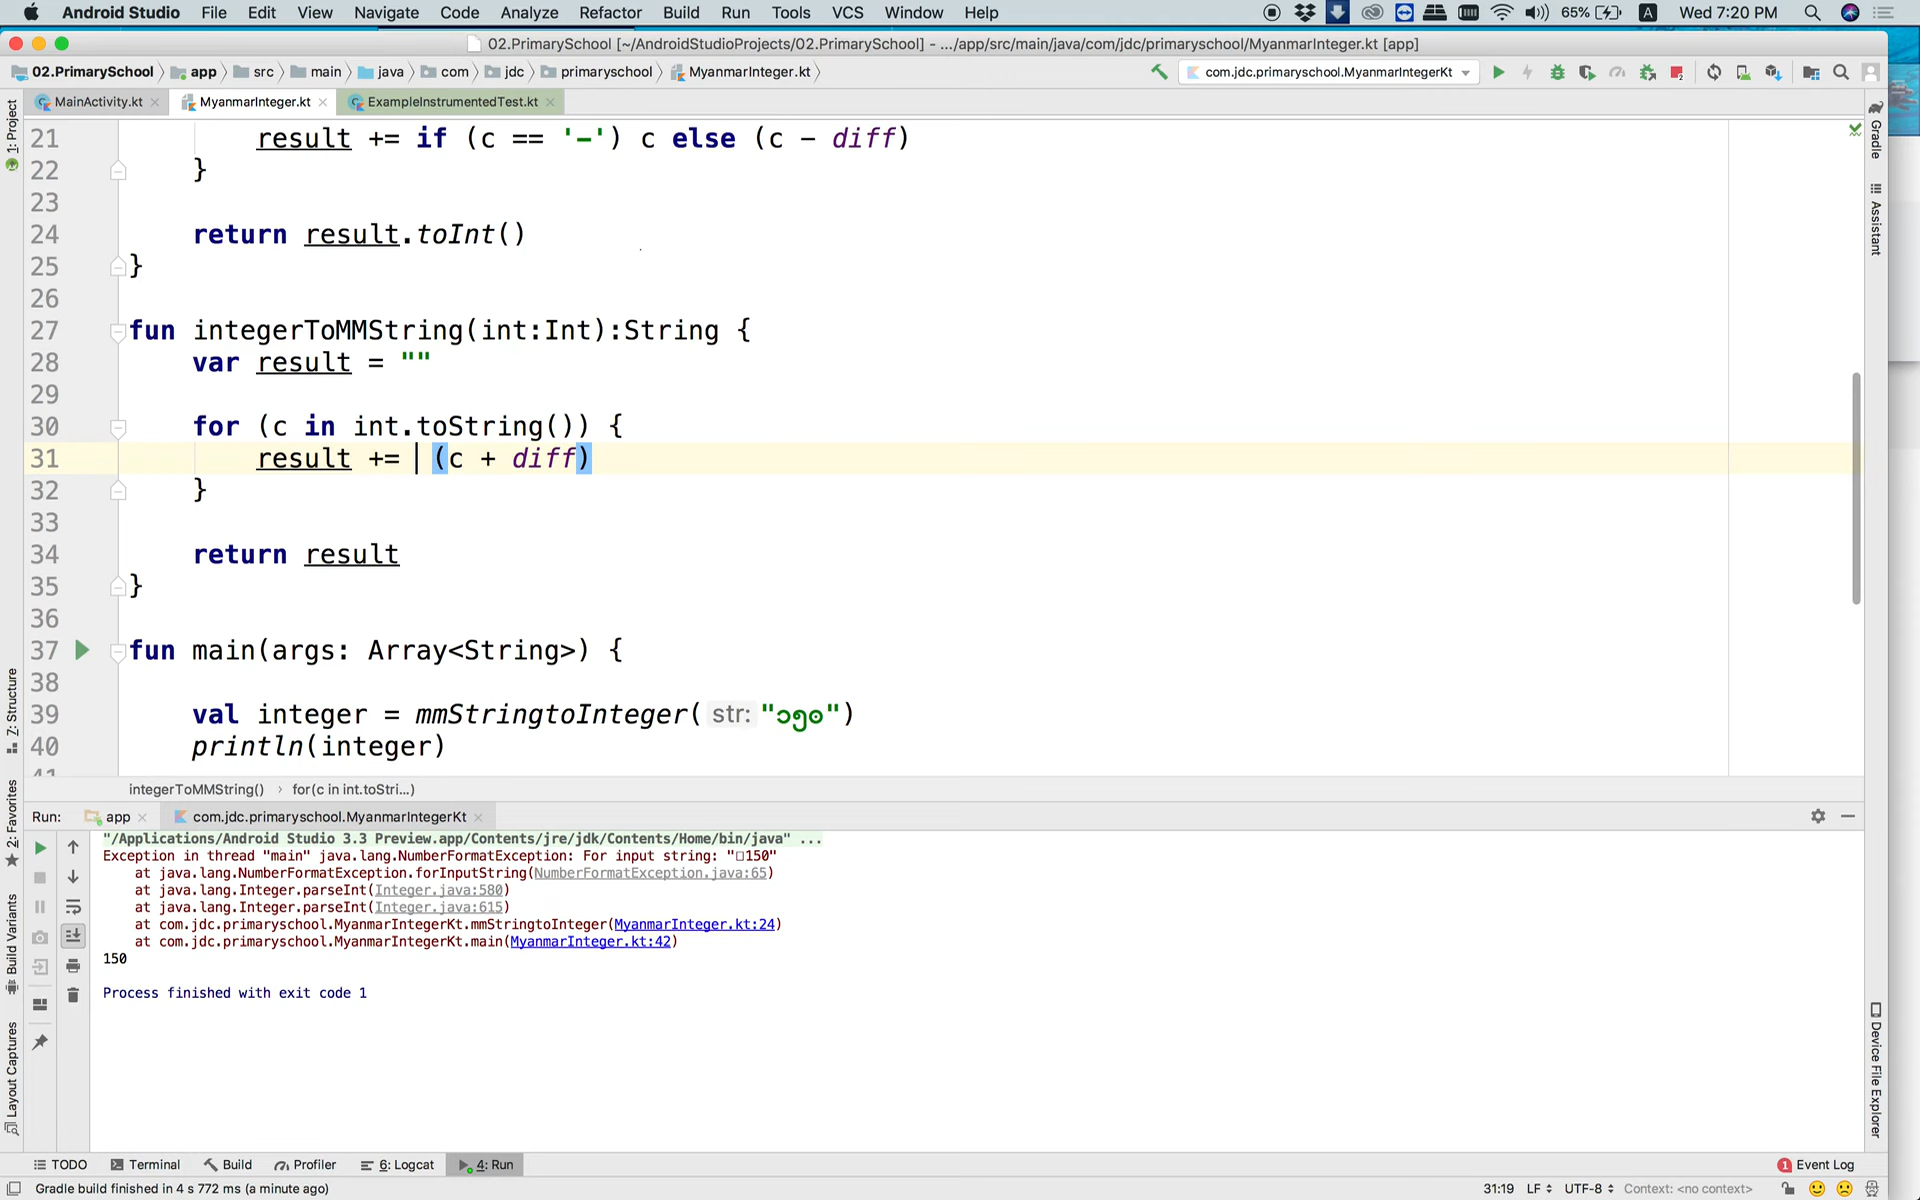 Android Studio File Edit View Navigate Code Analyze Refactor Build Run Tools VCS Window Help 65% A Wed 7:20 PM
02.PrimarySchool [~/AndroidStudioProjects/02.PrimarySchool] - .../app/src/main/java/com/jdc/primaryschool/MyanmarInteger.kt [app]
02.PrimarySchool app src main java com jdc primaryschool MyanmarInteger.kt com.jdc.primaryschool.MyanmarIntegerKt
MainActivity.kt MyanmarInteger.kt ExampleInstrumentedTest.kt
1: Project
Gradle
Assistant
21 result += if (c == '-') c else (c - diff)
22 }
23
24 return result.toInt()
25 }
26
27 fun integerToMMString(int:Int):String {
28 var result = ""
29
30 for (c in int.toString()) {
31 result += (c + diff)
32 }
33
34 return result
35 }
36
37 fun main(args: Array<String>) {
38
39 val integer = mmStringtoInteger( str: "၁၅၀")
40 println(integer)
41
integerToMMString() › for(c in int.toStri...)
Run: app com.jdc.primaryschool.MyanmarIntegerKt
"/Applications/Android Studio 3.3 Preview.app/Contents/jre/jdk/Contents/Home/bin/java" ...
Exception in thread "main" java.lang.NumberFormatException: For input string: "□150"
at java.lang.NumberFormatException.forInputString(NumberFormatException.java:65)
at java.lang.Integer.parseInt(Integer.java:580)
at java.lang.Integer.parseInt(Integer.java:615)
at com.jdc.primaryschool.MyanmarIntegerKt.mmStringtoInteger(MyanmarInteger.kt:24)
at com.jdc.primaryschool.MyanmarIntegerKt.main(MyanmarInteger.kt:42)
150
Process finished with exit code 1
Z: Structure
2: Favorites
Build Variants
Layout Captures
Device File Explorer
TODO Terminal Build Profiler 6: Logcat 4: Run 1 Event Log
Gradle build finished in 4 s 772 ms (a minute ago) 31:19 LF UTF-8 Context: <no context>